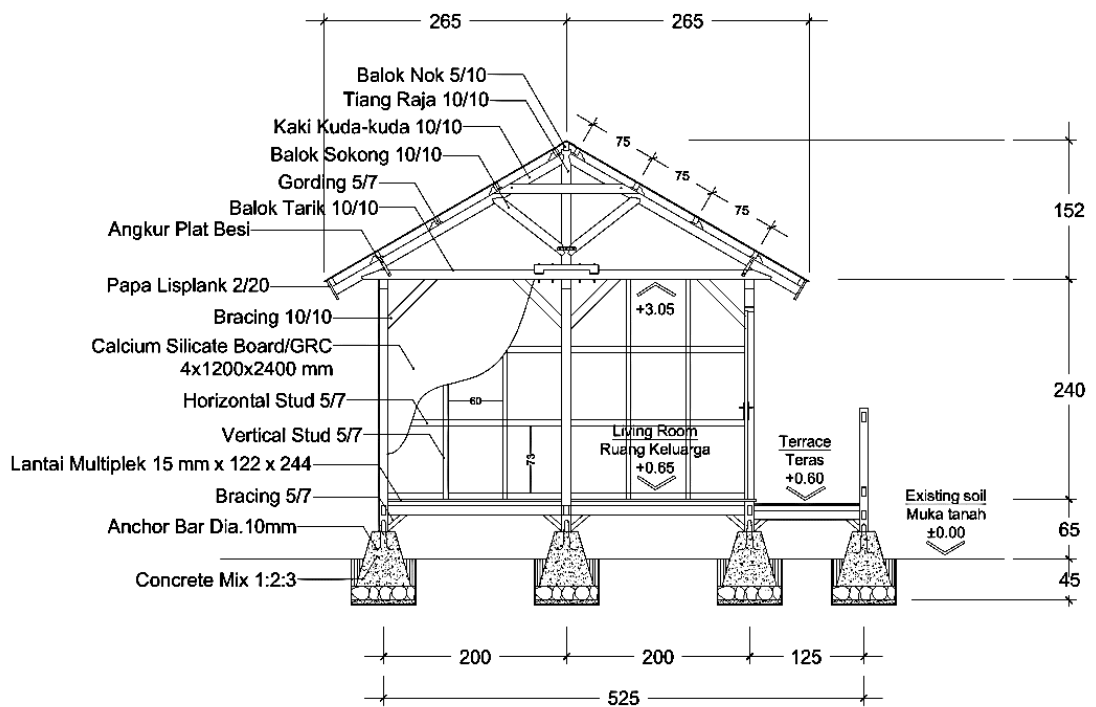 265
265
Balok Nok 5/10
Tiang Raja 10/10
Kaki Kuda-kuda 10/10
Balok Sokong 10/10
Gording 5/7
Balok Tarik 10/10
Angkur Plat Besi
Papa Lisplank 2/20
Bracing 10/10
Calcium Silicate Board/GRC
4x1200x2400 mm
Horizontal Stud 5/7
Vertical Stud 5/7
Lantai Multiplek 15 mm x 122 x 244
Bracing 5/7
Anchor Bar Dia.10mm
Concrete Mix 1:2:3
75
75
75
+3.05
60
73
Living Room
Ruang Keluarga
+0.65
Terrace
Teras
+0.60
Existing soil
Muka tanah
±0.00
152
240
65
45
200
200
125
525